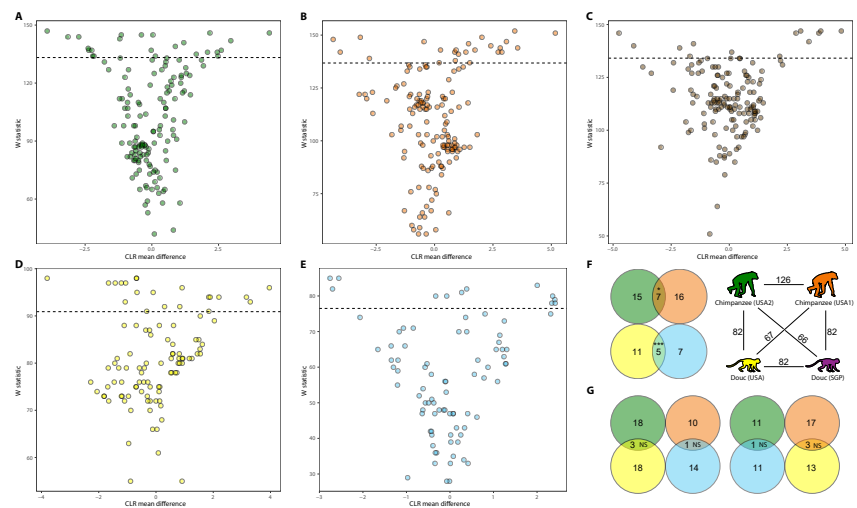 A
150
120
90
60
W statistic
−2.5
0.0
2.5
CLR mean difference
B
150
125
100
75
W statistic
−2.5
0.0
2.5
5.0
CLR mean difference
C
150
125
100
75
50
W statistic
−5.0
−2.5
0.0
2.5
5.0
CLR mean difference
D
100
90
80
70
60
W statistic
−4
−2
0
2
4
CLR mean difference
E
80
70
60
50
40
30
W statistic
−3
−2
−1
0
1
2
CLR mean difference
F
15
*
7
16
11
***
5
7
126
Chimpanzee (USA2)
Chimpanzee (USA1)
82
67
66
82
82
Douc (USA)
Douc (SGP)
G
18
10
11
17
3 NS
1 NS
1 NS
3 NS
18
14
11
13